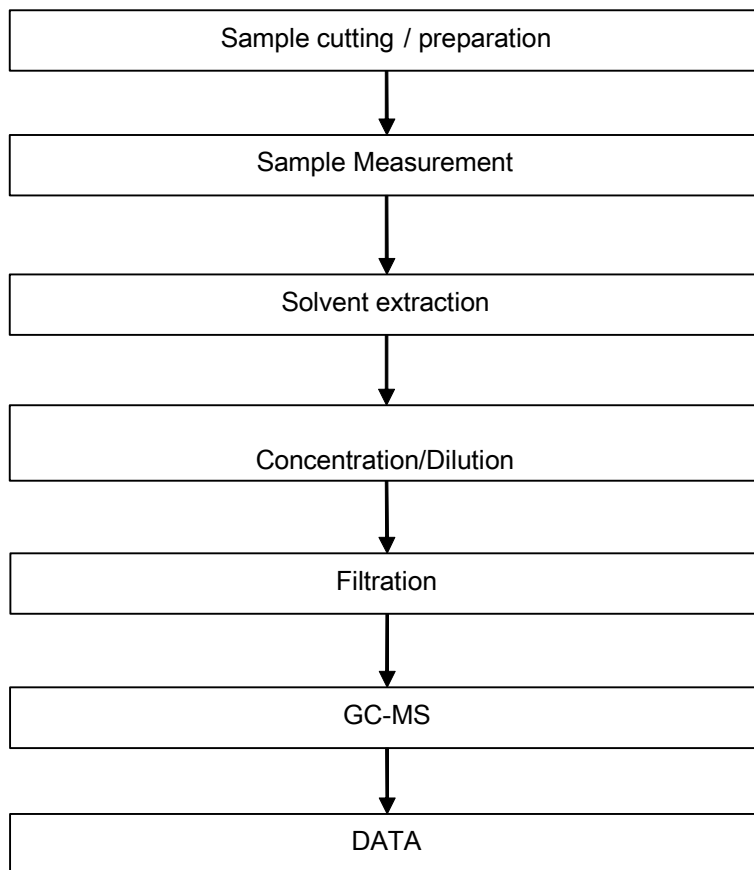 Sample cutting / preparation
Sample Measurement
Solvent extraction
Concentration/Dilution
Filtration
GC-MS
DATA